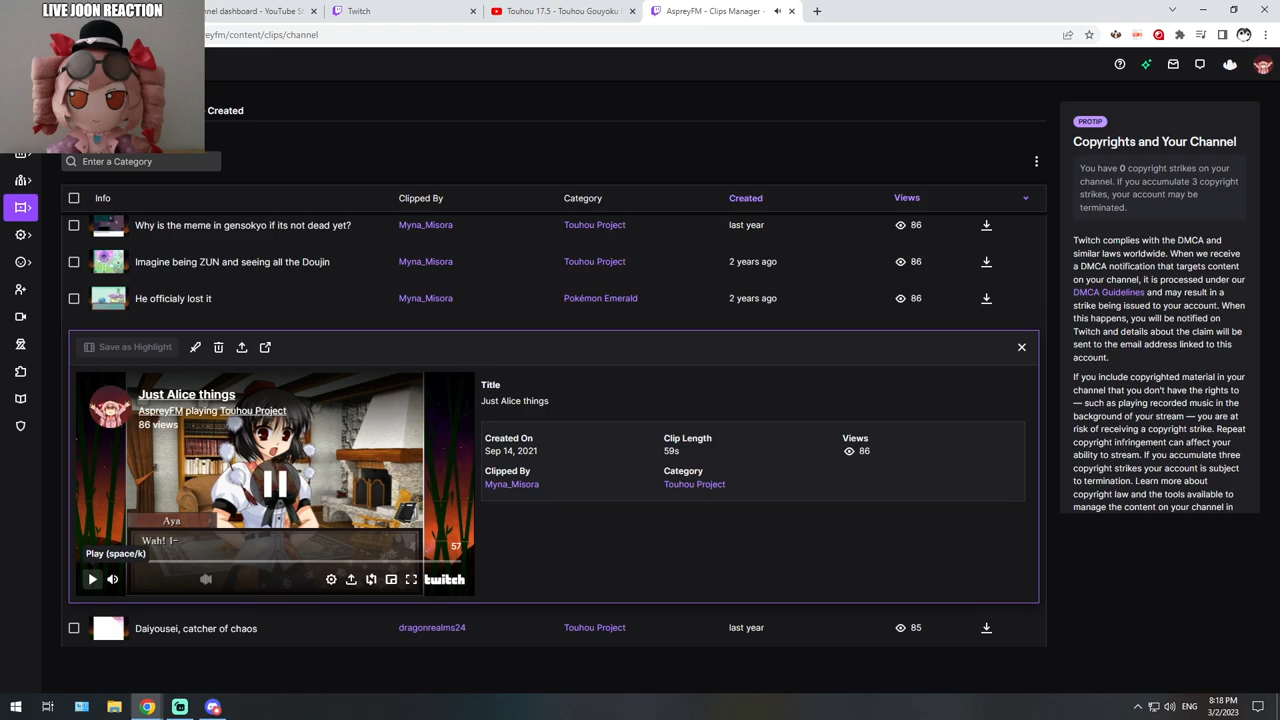 LIVE JOON REACTION
nnel dashboard - YouTube St
Twitch
Touhou 17.5 - Touhou Gouyoku I
AspreyFM - Clips Manager -
reyfm/content/clips/channel
Created
Enter a Category
Info
Clipped By
Category
Created
Views
Why is the meme in gensokyo if its not dead yet?
Myna_Misora
Touhou Project
last year
86
Imagine being ZUN and seeing all the Doujin
Myna_Misora
Touhou Project
2 years ago
86
He officialy lost it
Myna_Misora
Pokémon Emerald
2 years ago
86
Save as Highlight
Just Alice things
AspreyFM playing Touhou Project
86 views
Aya
Wah! I-
57
Play (space/k)
twitch
Title
Just Alice things
Created On
Sep 14, 2021
Clip Length
59s
Views
86
Clipped By
Myna_Misora
Category
Touhou Project
Daiyousei, catcher of chaos
dragonrealms24
Touhou Project
last year
85
PROTIP
Copyrights and Your Channel
You have 0 copyright strikes on your
channel. If you accumulate 3 copyright
strikes, your account may be
terminated.
Twitch complies with the DMCA and
similar laws worldwide. When we receive
a DMCA notification that targets content
on your channel, it is processed under our
DMCA Guidelines and may result in a
strike being issued to your account. When
this happens, you will be notified on
Twitch and details about the claim will be
sent to the email address linked to this
account.
If you include copyrighted material in your
channel that you don't have the rights to
— such as playing recorded music in the
background of your stream — you are at
risk of receiving a copyright strike. Repeat
copyright infringement can affect your
ability to stream. If you accumulate three
copyright strikes your account is subject
to termination. Learn more about
copyright law and the tools available to
manage the content on your channel in
ENG
8:18 PM
3/2/2023